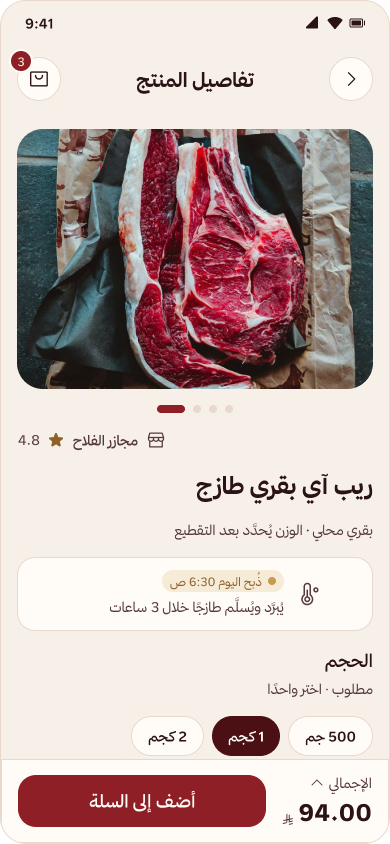 9:41
تفاصيل المنتج
3
مجازر الفلاح
4.8
ريب آي بقري طازج
بقري محلي · الوزن يُحدَّد بعد التقطيع
ذُبح اليوم 6:30 ص
يُبرَّد ويُسلَّم طازجًا خلال 3 ساعات
الحجم
مطلوب · اختر واحدًا
500 جم
1 كجم
2 كجم
الإجمالي
94.00
أضف إلى السلة